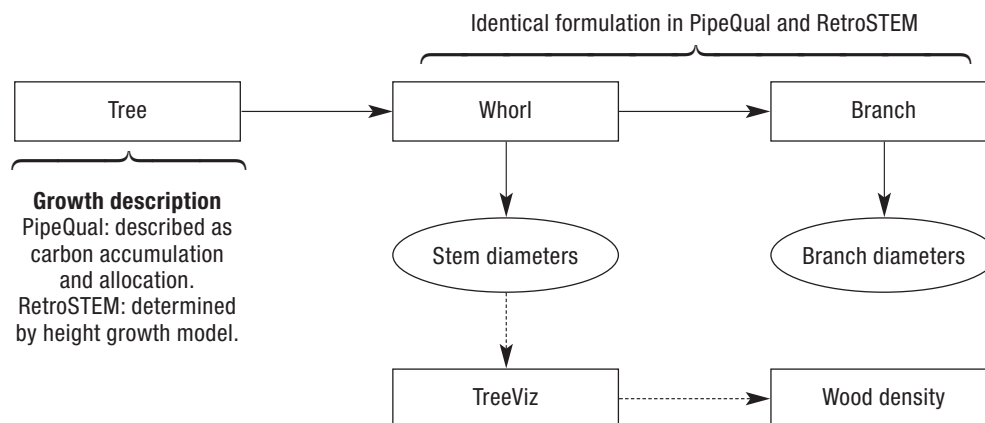 Identical formulation in PipeQual and RetroSTEM
Tree
Whorl
Branch
Growth description
PipeQual: described as
carbon accumulation
and allocation.
RetroSTEM: determined
by height growth model.
Stem diameters
Branch diameters
TreeViz
Wood density